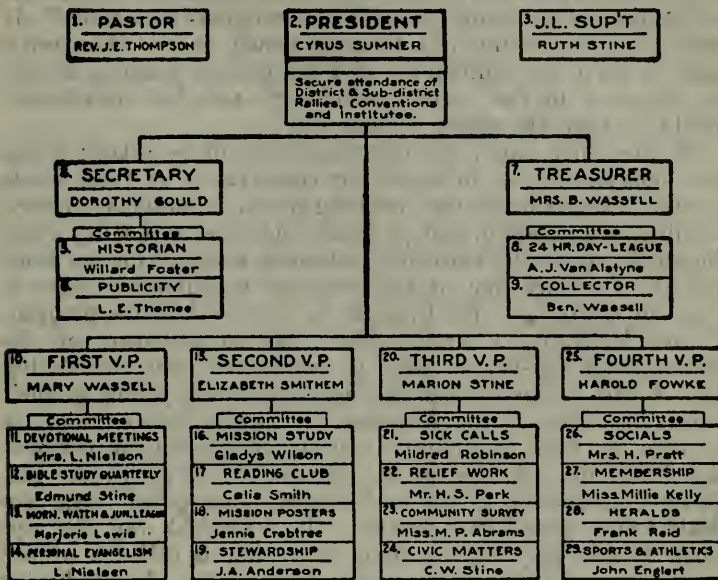 1. PASTOR
REV. J.E. THOMPSON
2. PRESIDENT
CYRUS SUMNER
3. J.L. SUP'T
RUTH STINE
Secure attendance of
District & Sub-district
Rallies, Conventions
and Institutes.
SECRETARY
DOROTHY GOULD
Committee
5. HISTORIAN
Willard Foster
PUBLICITY
L.E. Themee
7. TREASURER
MRS. B. WASSELL
Committee
8. 24 HR. DAY-LEAGUE
A.J. Van Alstyne
9. COLLECTOR
Ben. Wassell
10. FIRST V.P.
MARY WASSELL
Committee
11. DEVOTIONAL MEETINGS
Mrs. L. Nielson
12. BIBLE STUDY QUARTERLY
Edmund Stine
13. MORN. WATCH & JUN. LEAGUE
Marjorie Lewis
14. PERSONAL EVANGELISM
L. Nielsen
15. SECOND V.P.
ELIZABETH SMITHEM
Committee
16. MISSION STUDY
Gladys Wilson
17 READING CLUB
Celia Smith
18. MISSION POSTERS
Jennie Crabtree
19. STEWARDSHIP
J.A. Anderson
20. THIRD V.P.
MARION STINE
Committee
21. SICK CALLS
Mildred Robinson
22. RELIEF WORK
Mr. H.S. Park
23. COMMUNITY SURVEY
Miss. M.P. Abrams
24. CIVIC MATTERS
C.W. Stine
25. FOURTH V.P.
HAROLD FOWKE
Committee
26. SOCIALS
Mrs. H. Pratt
27. MEMBERSHIP
Miss. Millie Kelly
28. HERALDS
Frank Reid
29. SPORTS & ATHLETICS
John Englert